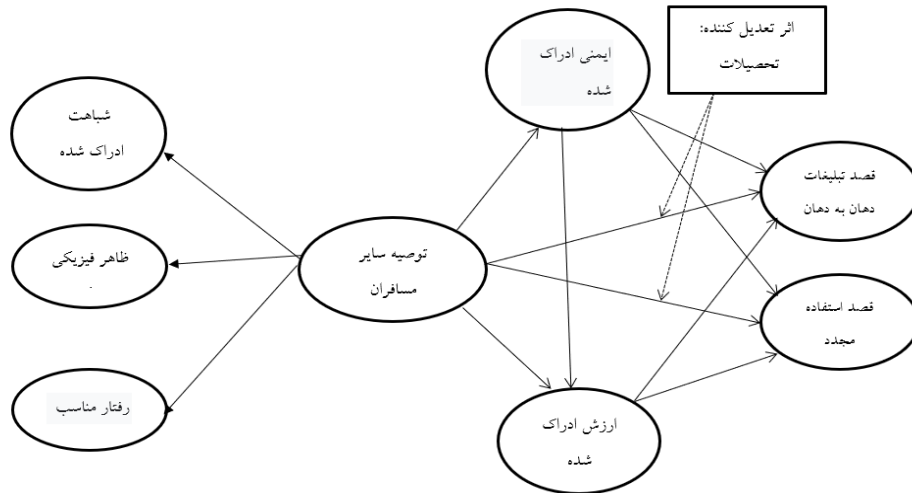 اثر تعدیل کننده:
تحصیلات
ایمنی ادراک
شده
شباهت
ادراک شده
قصد تبلیغات
دهان به دهان
توصیه سایر
مسافران
ظاهر فیزیکی
.
قصد استفاده
مجدد
رفتار مناسب
ارزش ادراک
شده